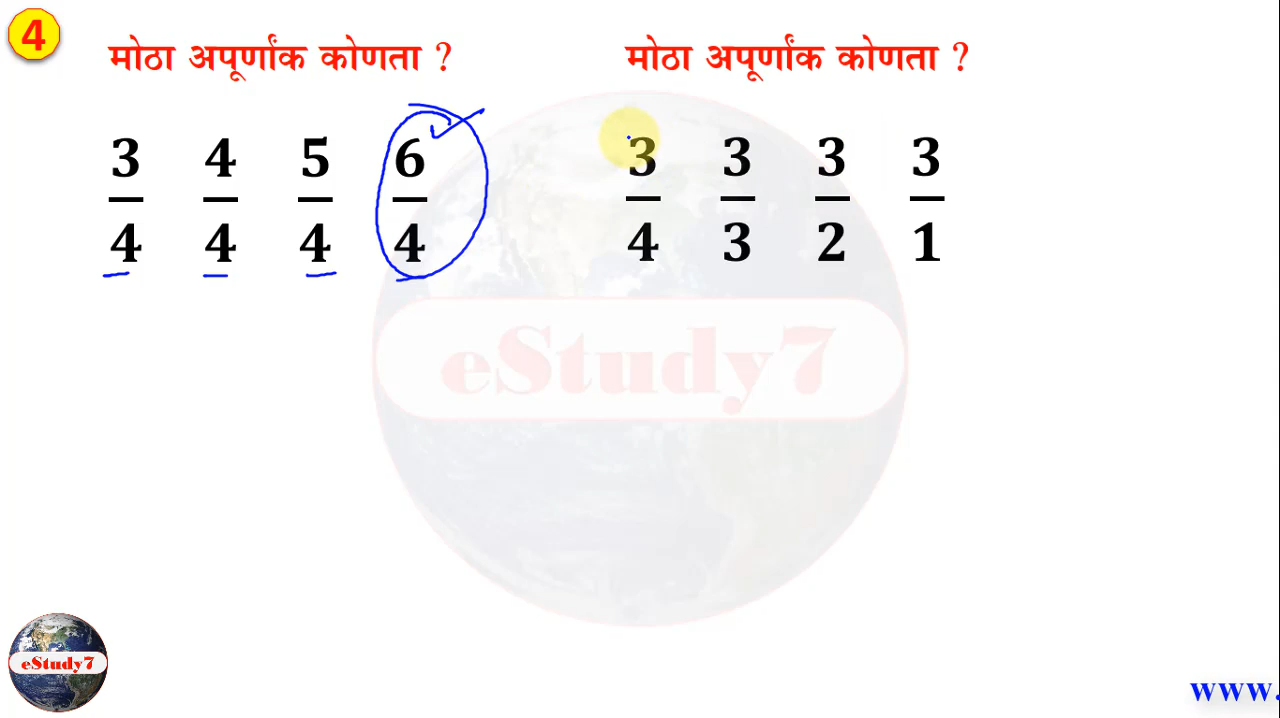 4
मोठा अपूर्णांक कोणता ? मोठा अपूर्णांक कोणता ?
3 4 5 6 3 3 3 3
4 4 4 4 4 3 2 1
eStudy7
eStudy7
www.